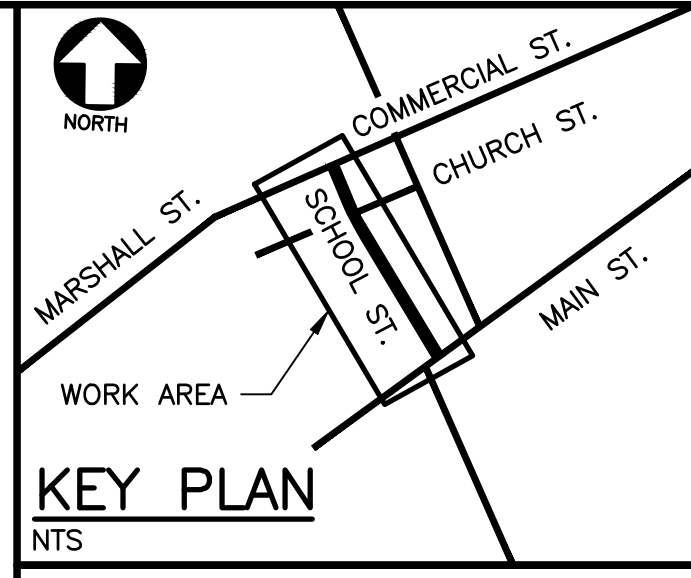 NORTH
COMMERCIAL ST.
CHURCH ST.
MARSHALL ST.
SCHOOL ST.
MAIN ST.
WORK AREA
KEY PLAN
NTS